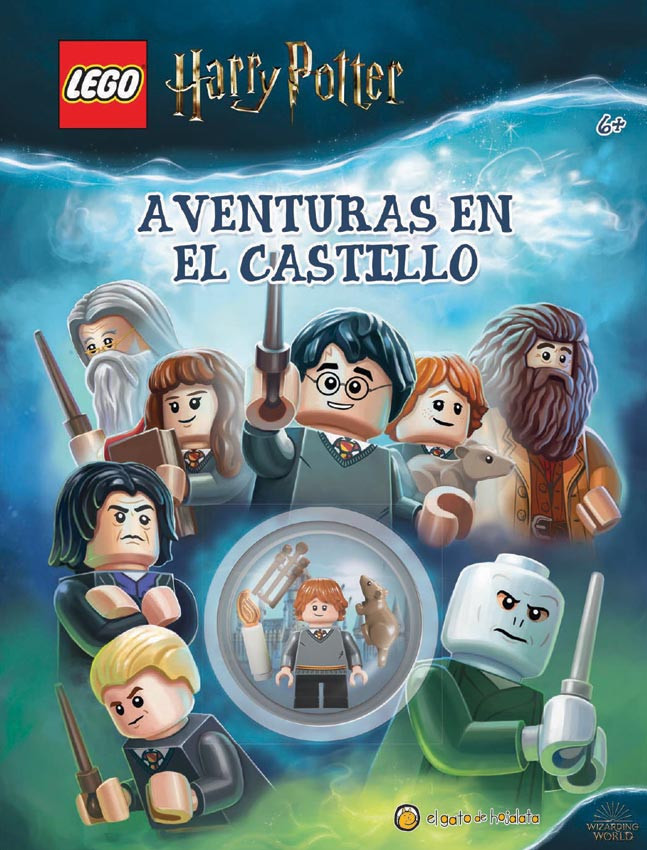 LEGO
Harry Potter
6+
AVENTURAS EN
EL CASTILLO
el gato de hojalata
WIZARDING
WORLD